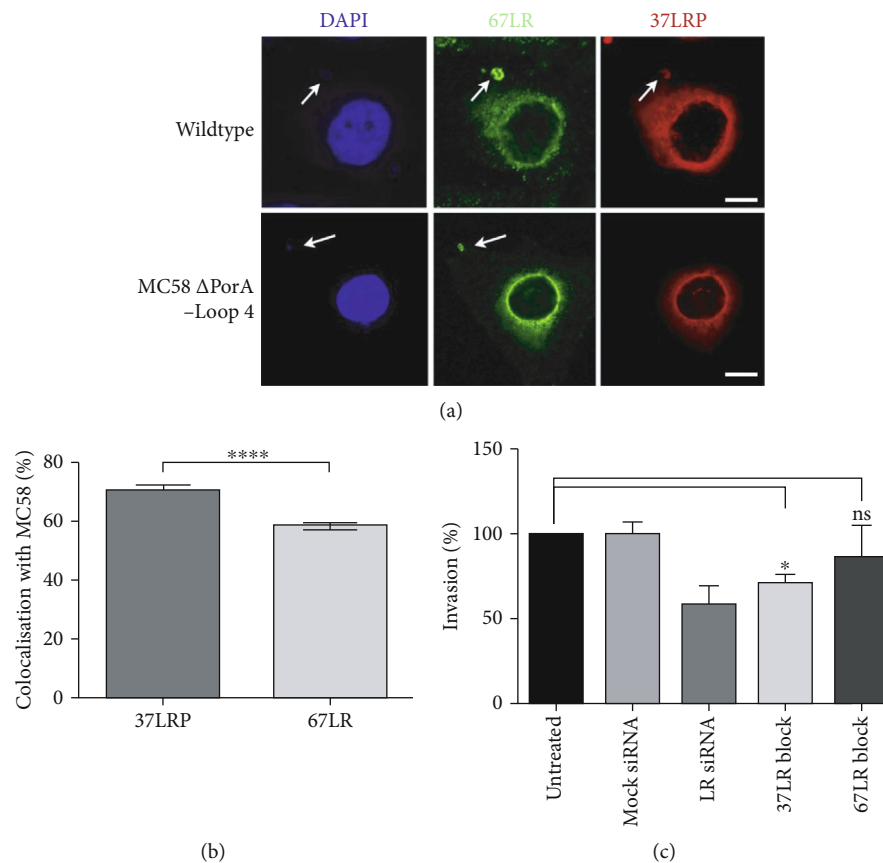 DAPI
67LR
37LRP
Wildtype
MC58 ΔPorA
–Loop 4
(a)
Colocalisation with MC58 (%)
80
60
40
20
0
****
37LRP
67LR
(b)
Invasion (%)
150
100
50
0
*
ns
Untreated
Mock siRNA
LR siRNA
37LR block
67LR block
(c)